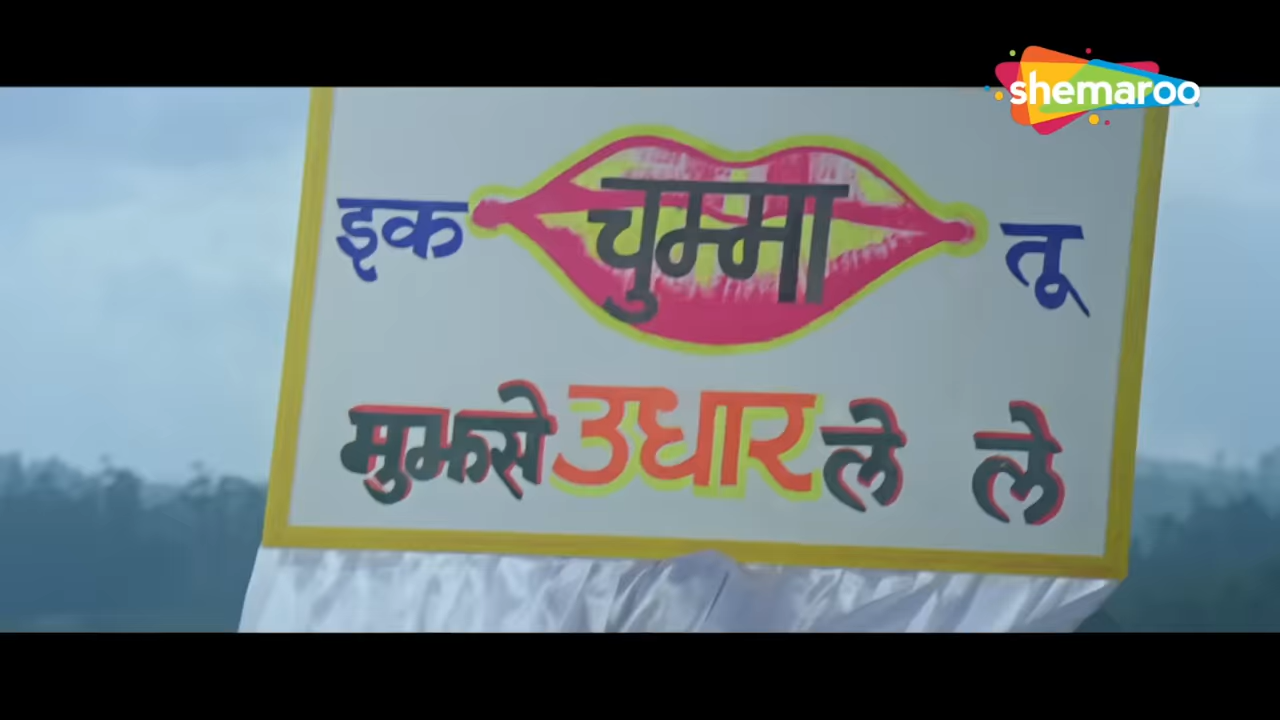 shemaroo
इक चुम्मा तू
मुझसे उधार ले ले